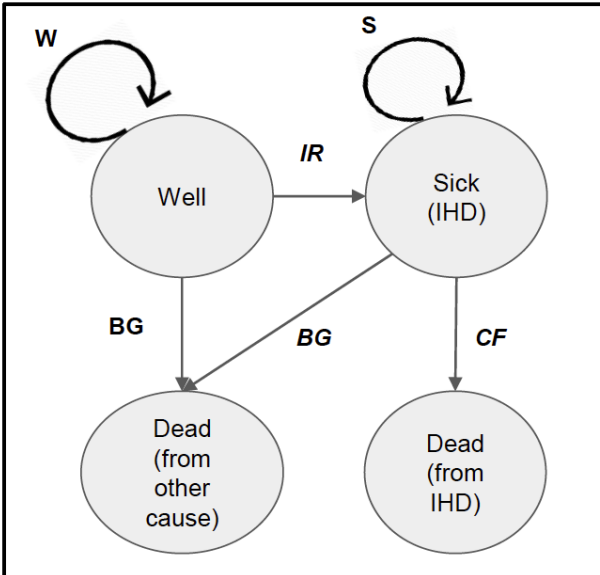 W
S
Well
IR
Sick
(IHD)
BG
BG
CF
Dead
(from
other
cause)
Dead
(from
IHD)